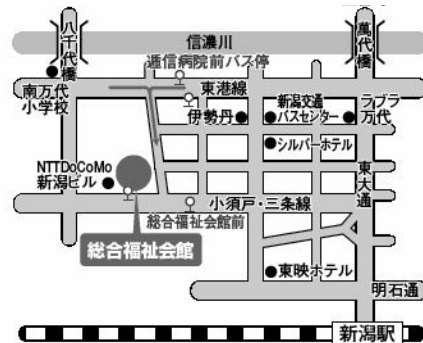 八千代橋
信濃川
萬代橋
逓信病院前バス停
南万代
小学校
東港線
伊勢丹
新潟交通
バスセンター
ラブラ
万代
シルバーホテル
NTTDoCoMo
新潟ビル
東大通
小須戸・三条線
総合福祉会館前
総合福祉会館
東映ホテル
明石通
新潟駅